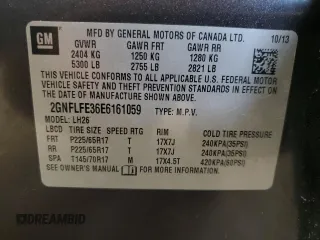 GM
MFD BY GENERAL MOTORS OF CANADA LTD. 10/13
GVWR GAWR FRT GAWR RR
2404 KG 1250 KG 1280 KG
5300 LB 2755 LB 2821 LB
THIS VEHICLE CONFORMS TO ALL APPLICABLE U.S. FEDERAL
MOTOR VEHICLE SAFETY, BUMPER, AND THEFT PREVENTION
STANDARDS IN EFFECT ON THE DATE OF MANUFACTURE
SHOWN ABOVE.
2GNFLFE36E6161059 TYPE: M.P.V.
MODEL: LH26
TIRE SIZE SPEED RTG RIM COLD TIRE PRESSURE
FRT P225/65R17 T 17X7J 240KPA(35PSI)
RR P225/65R17 T 17X7J 240KPA(35PSI)
SPA T145/70R17 M 17X4.5T 420KPA(60PSI)
SEE OWNER'S MANUAL FOR ADDITIONAL INFORMATION.
© DREAMBID